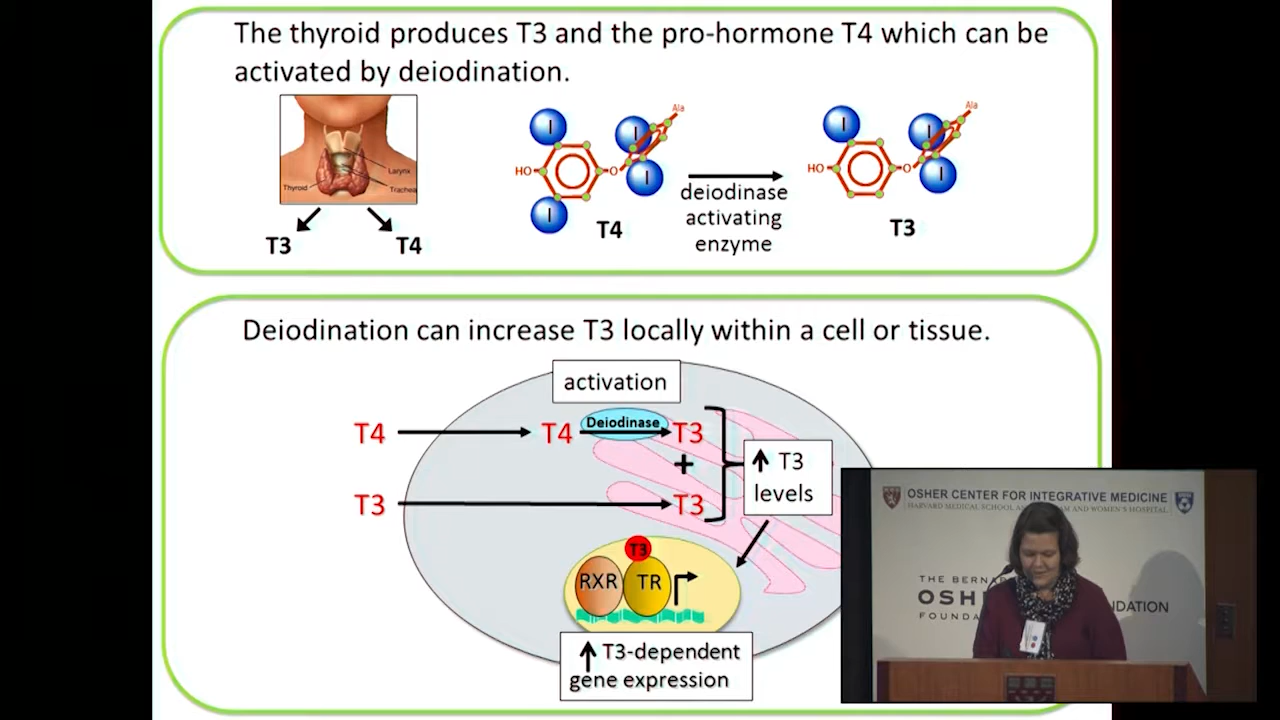 The thyroid produces T3 and the pro-hormone T4 which can be
activated by deiodination.
Larynx
Thyroid
Trachea
T3
T4
I
I
I
I
HO
O
Ala
T4
deiodinase
activating
enzyme
I
I
I
HO
O
Ala
T3
Deiodination can increase T3 locally within a cell or tissue.
activation
T4
T4
Deiodinase
T3
+
T3
T3
T3
levels
T3
RXR
TR
T3-dependent
gene expression
OSHER CENTER FOR INTEGRATIVE MEDICINE
HARVARD MEDICAL SCHOOL AND BRIGHAM AND WOMEN'S HOSPITAL
THE BERNA
OSH
FOUNDA
NDATION